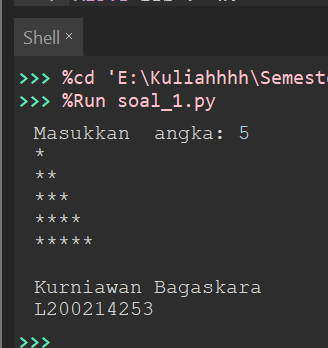 Shell ×
>>> %cd 'E:\Kuliahhhh\Semeste
>>> %Run soal_1.py
Masukkan  angka: 5
*
**
***
****
*****
Kurniawan Bagaskara
L200214253
>>>